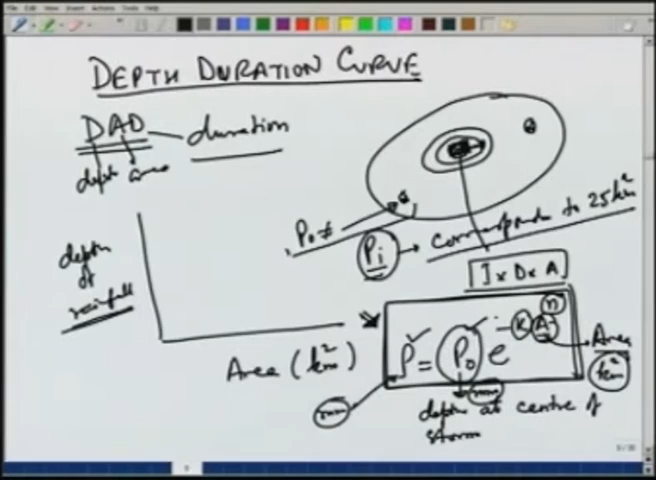 DEPTH DURATION CURVE
DAD duration
depth area
P0 ≠
Pi → corresponds to 25 km²
I x D x A
depth
of
rainfall
P̄ = P0 e^-KA^n
Area
km²
Area (km²)
mm
mm
depth at centre of
storm